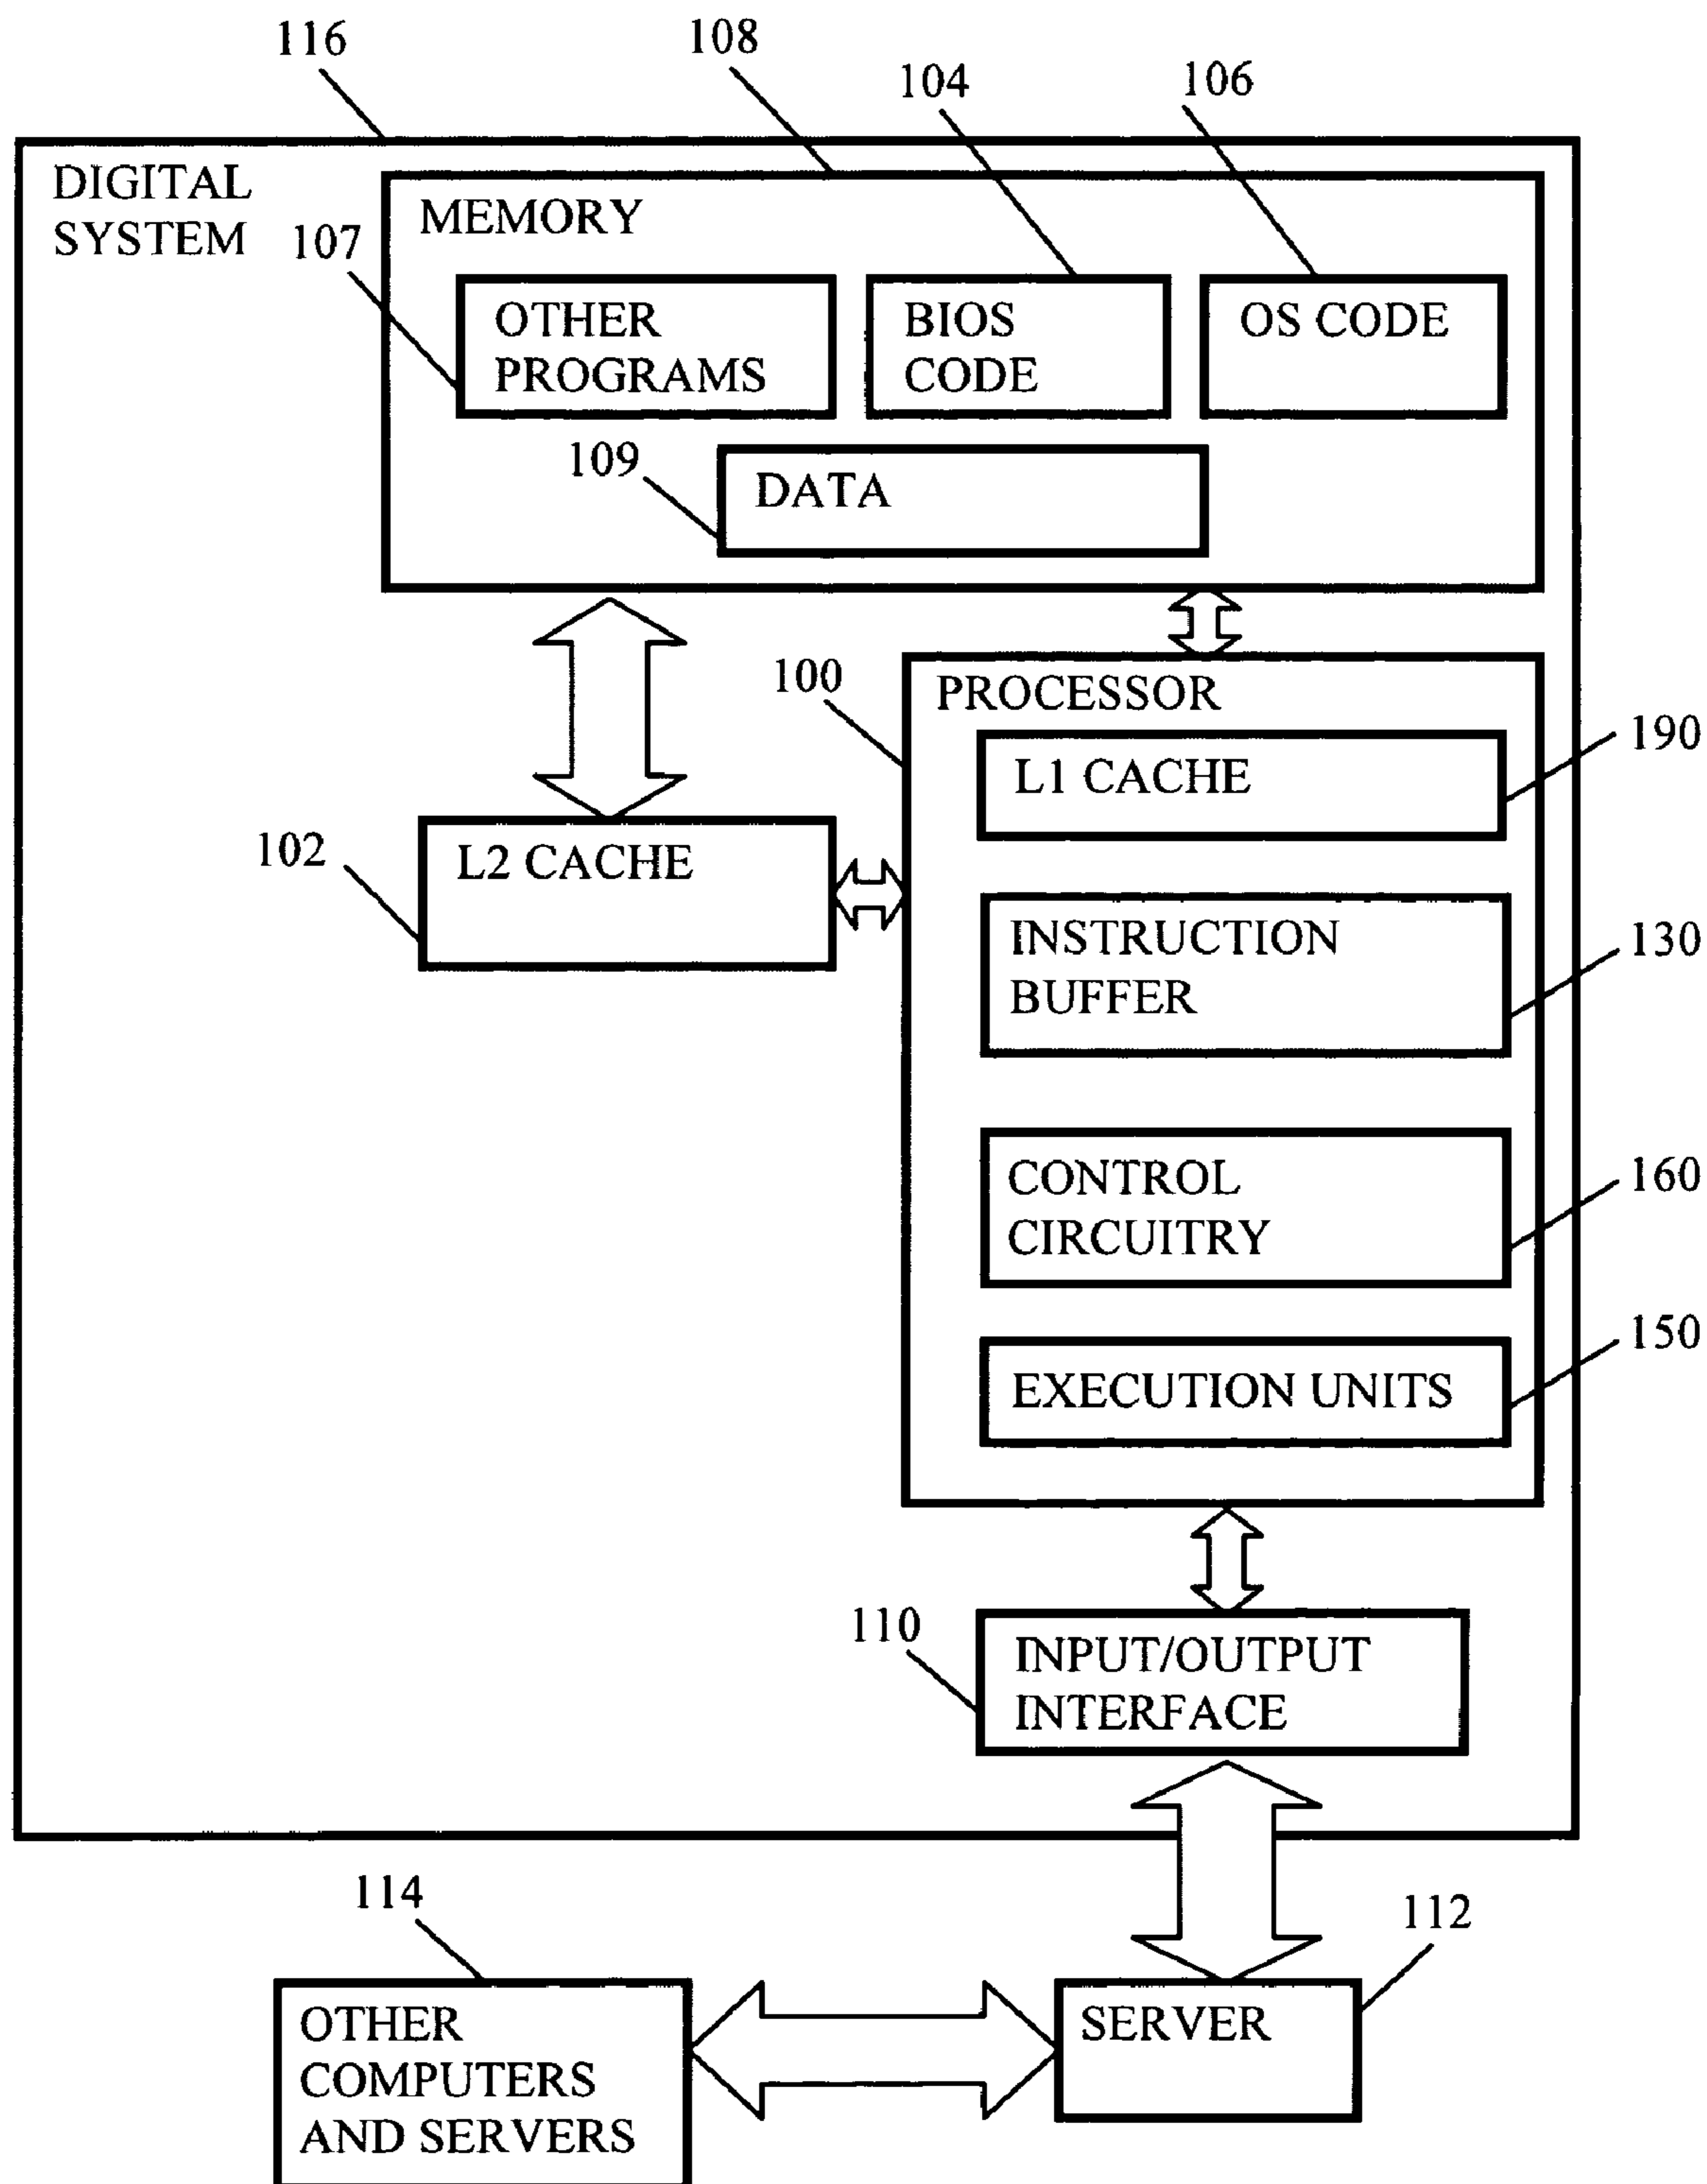 116
108
104
106
DIGITAL
SYSTEM
MEMORY
107
OTHER
PROGRAMS
BIOS
CODE
OS CODE
109
DATA
100
PROCESSOR
190
L1 CACHE
102
L2 CACHE
INSTRUCTION
BUFFER
130
CONTROL
CIRCUITRY
160
150
EXECUTION UNITS
110
INPUT/OUTPUT
INTERFACE
114
112
OTHER
COMPUTERS
AND SERVERS
SERVER